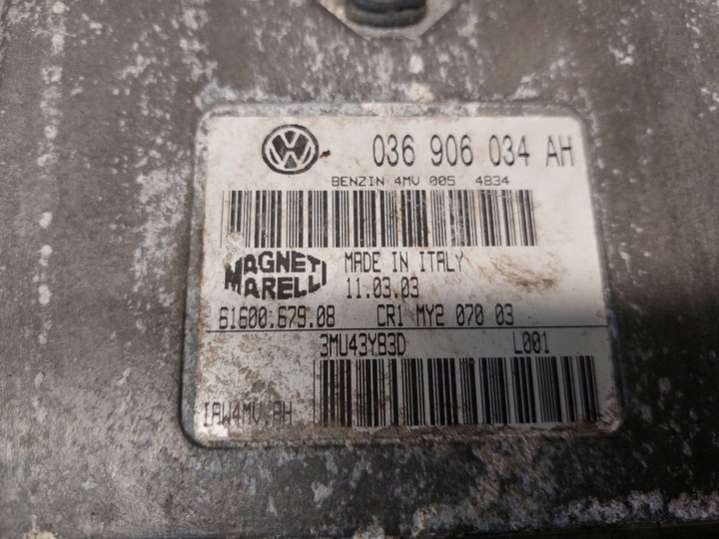 036 906 034 AH
BENZIN 4MV 005 4834
MAGNETI
MARELLI
MADE IN ITALY
11.03.03
61600.679.08 CR1 MY2 070 03
3MU43YB3D L001
IAW4MV.AH